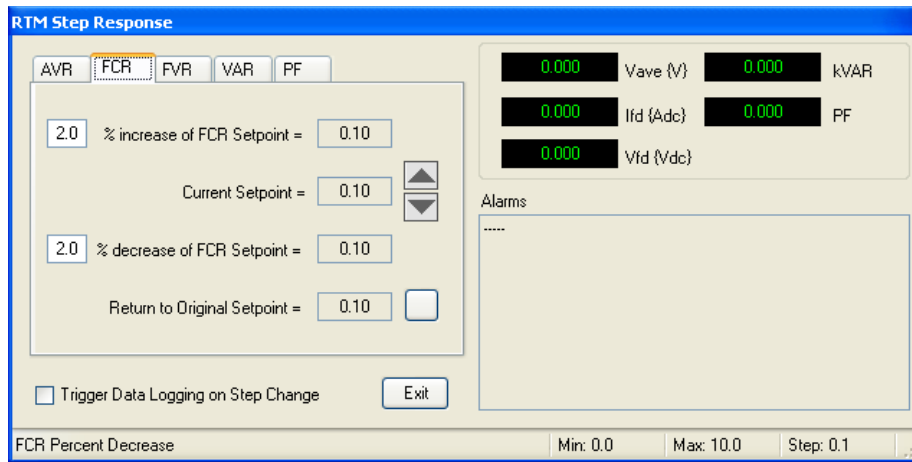 RTM Step Response
AVR FCR FVR VAR PF
2.0 % increase of FCR Setpoint = 0.10
Current Setpoint = 0.10
2.0 % decrease of FCR Setpoint = 0.10
Return to Original Setpoint = 0.10
Trigger Data Logging on Step Change Exit
0.000 Vave {V} 0.000 kVAR
0.000 Ifd {Adc} 0.000 PF
0.000 Vfd {Vdc}
Alarms
-----
FCR Percent Decrease Min: 0.0 Max: 10.0 Step: 0.1